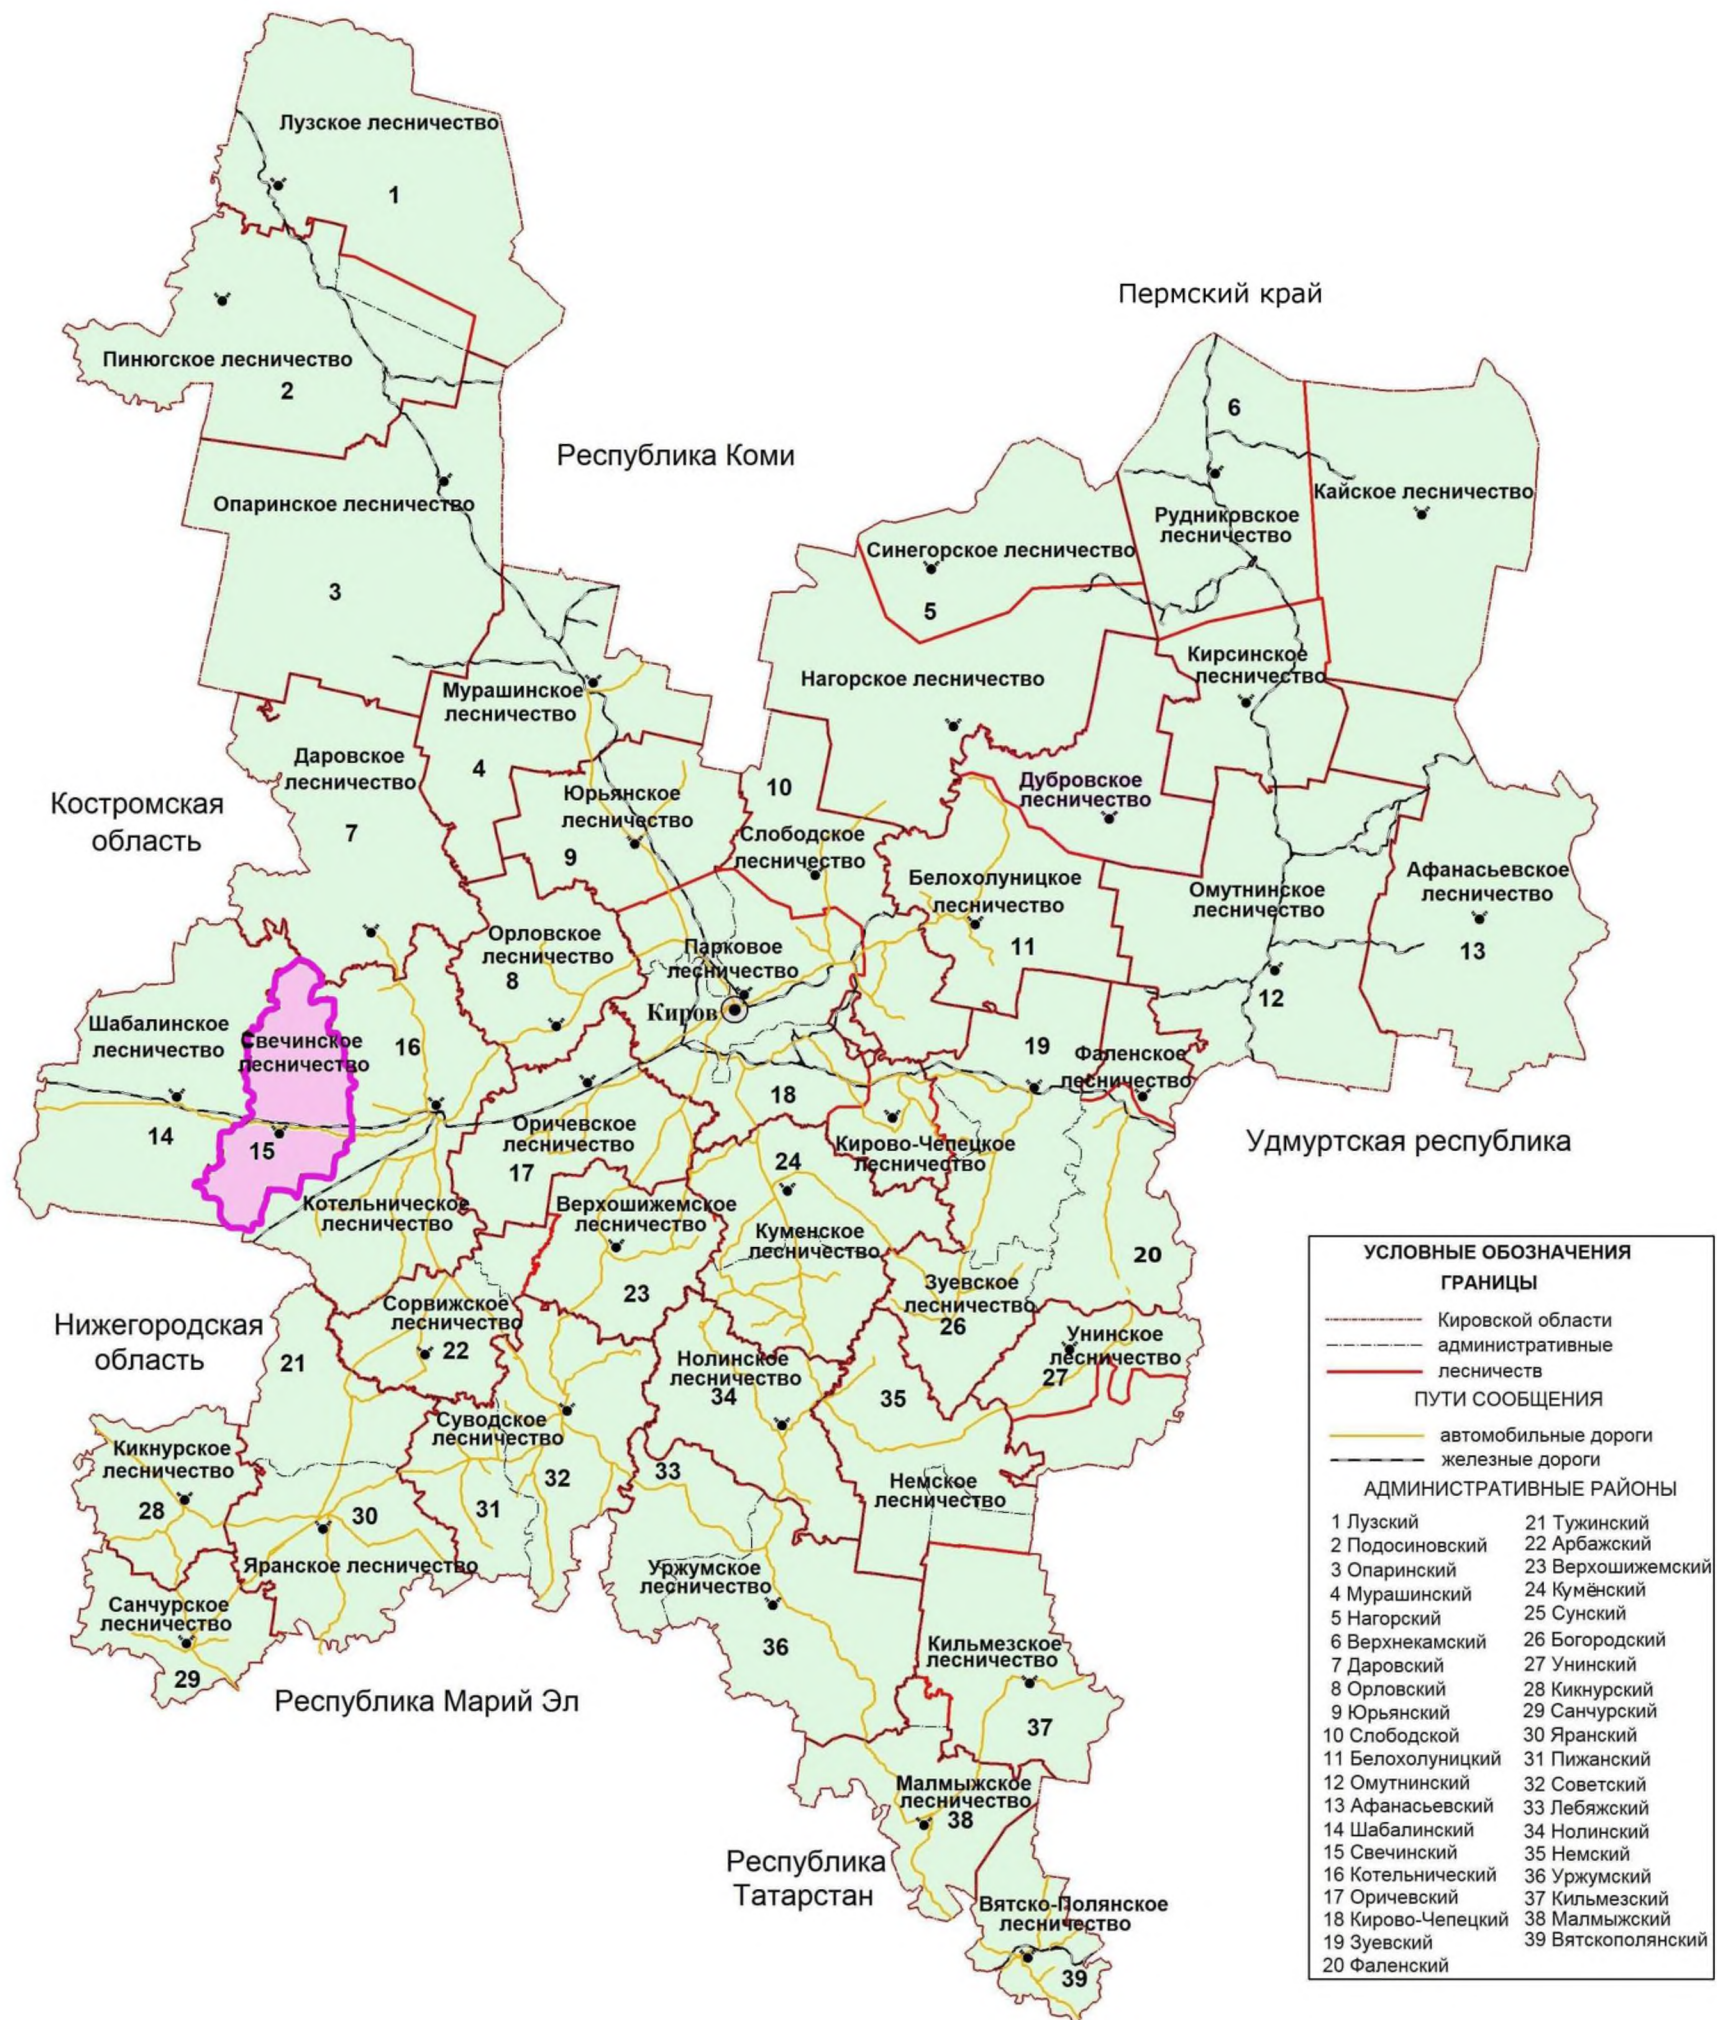 Лузское лесничество
1
Пермский край
Пинюгское лесничество
2
6
Республика Коми
Кайское лесничество
Опаринское лесничество
Рудниковское
лесничество
Синегорское лесничество
3
5
Кирсинское
лесничество
Нагорское лесничество
Мурашинское
лесничество
Даровское
лесничество
4
10
Дубровское
лесничество
Костромская
область
Юрьянское
лесничество
7
Слободское
лесничество
9
Белохолуницкое
лесничество
Омутнинское
лесничество
Афанасьевское
лесничество
Орловское
лесничество
8
Парковое
лесничество
11
13
12
Киров
Шабалинское
лесничество
Свечинское
лесничество
16
19
Фаленское
лесничество
18
14
15
Оричевское
лесничество
17
Кирово-Чепецкое
лесничество
24
Удмуртская республика
Котельническое
лесничество
Верхошижемское
лесничество
Куменское
лесничество
20
23
Зуевское
лесничество
26
Сорвижское
лесничество
22
Нижегородская
область
21
Унинское
лесничество
27
Нолинское
лесничество
34
35
Суводское
лесничество
Кикнурское
лесничество
28
33
32
31
30
Немское
лесничество
Яранское лесничество
Уржумское
лесничество
Санчурское
лесничество
29
36
Кильмезское
лесничество
37
Республика Марий Эл
Малмыжское
лесничество
38
Республика
Татарстан
Вятско-Полянское
лесничество
39
УСЛОВНЫЕ ОБОЗНАЧЕНИЯ
ГРАНИЦЫ
Кировской области
административные
лесничеств
ПУТИ СООБЩЕНИЯ
автомобильные дороги
железные дороги
АДМИНИСТРАТИВНЫЕ РАЙОНЫ
1 Лузский
2 Подосиновский
3 Опаринский
4 Мурашинский
5 Нагорский
6 Верхнекамский
7 Даровский
8 Орловский
9 Юрьянский
10 Слободской
11 Белохолуницкий
12 Омутнинский
13 Афанасьевский
14 Шабалинский
15 Свечинский
16 Котельнический
17 Оричевский
18 Кирово-Чепецкий
19 Зуевский
20 Фаленский
21 Тужинский
22 Арбажский
23 Верхошижемский
24 Кумёнский
25 Сунский
26 Богородский
27 Унинский
28 Кикнурский
29 Санчурский
30 Яранский
31 Пижанский
32 Советский
33 Лебяжский
34 Нолинский
35 Немский
36 Уржумский
37 Кильмезский
38 Малмыжский
39 Вятскополянский